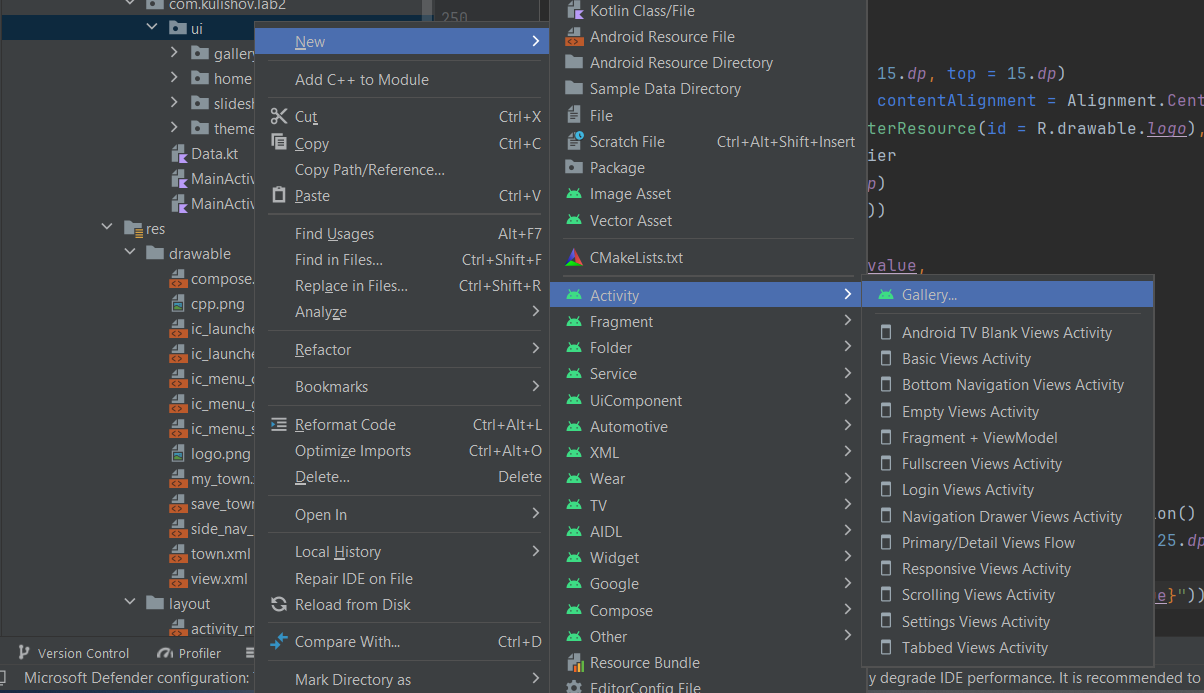 com.kulishov.lab2
ui
gallery
home
slidesh
theme
Data.kt
MainActiv
MainActiv
res
drawable
compose.
cpp.png
ic_launche
ic_launche
ic_menu_c
ic_menu_g
ic_menu_s
logo.png
my_town.
save_town
side_nav_
town.xml
view.xml
layout
activity_m
Version Control
Profiler
Microsoft Defender configuration:
250
New
Add C++ to Module
Cut Ctrl+X
Copy Ctrl+C
Copy Path/Reference...
Paste Ctrl+V
Find Usages Alt+F7
Find in Files... Ctrl+Shift+F
Replace in Files... Ctrl+Shift+R
Analyze
Refactor
Bookmarks
Reformat Code Ctrl+Alt+L
Optimize Imports Ctrl+Alt+O
Delete... Delete
Open In
Local History
Repair IDE on File
Reload from Disk
Compare With... Ctrl+D
Mark Directory as
Kotlin Class/File
Android Resource File
Android Resource Directory
Sample Data Directory
File
Scratch File Ctrl+Alt+Shift+Insert
Package
Image Asset
Vector Asset
CMakeLists.txt
Activity
Fragment
Folder
Service
UiComponent
Automotive
XML
Wear
TV
AIDL
Widget
Google
Compose
Other
Resource Bundle
EditorConfig File
Gallery...
Android TV Blank Views Activity
Basic Views Activity
Bottom Navigation Views Activity
Empty Views Activity
Fragment + ViewModel
Fullscreen Views Activity
Login Views Activity
Navigation Drawer Views Activity
Primary/Detail Views Flow
Responsive Views Activity
Scrolling Views Activity
Settings Views Activity
Tabbed Views Activity
15.dp, top = 15.dp)
contentAlignment = Alignment.Cent
terResource(id = R.drawable.logo),
ier
p)
))
value,
ion()
25.dp
e}"))
y degrade IDE performance. It is recommended to